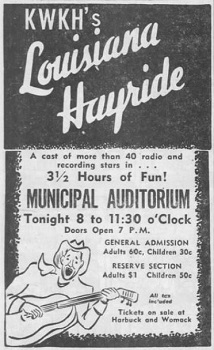 KWKH's
Louisiana
Hayride
A cast of more than 40 radio and
recording stars in . . .
3½ Hours of Fun!
MUNICIPAL AUDITORIUM
Tonight 8 to 11:30 o'Clock
Doors Open 7 P.M.
GENERAL ADMISSION
Adults 60c, Children 30c
RESERVE SECTION
Adults $1 Children 50c
All tax
included
Tickets on sale at
Harbuck and Womack